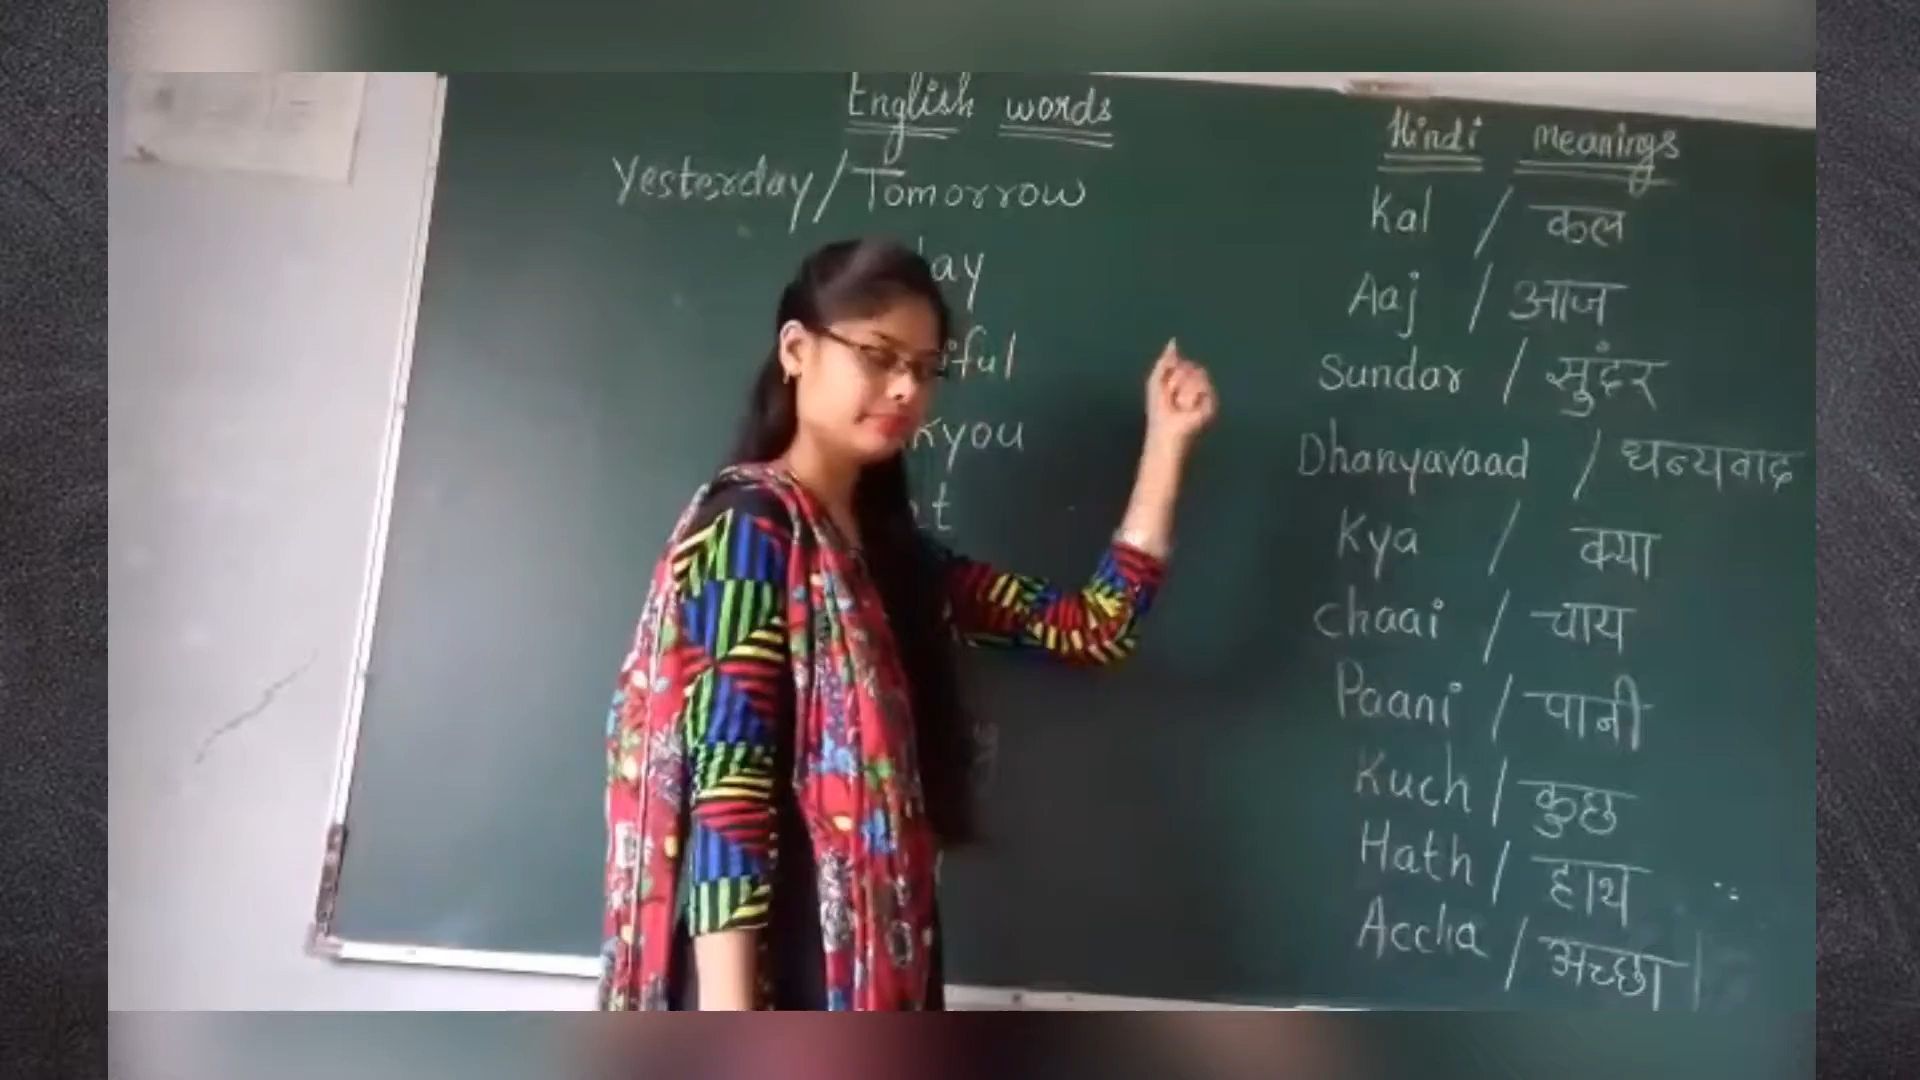 English words Hindi meanings
Yesterday/Tomorrow Kal / कल
ay Aaj / आज
iful Sundar / सुंदर
kyou Dhanyavaad / धन्यवाद
t Kya / क्या
chaai / चाय
Paani / पानी
Kuch / कुछ
Hath / हाथ
Accha / अच्छा